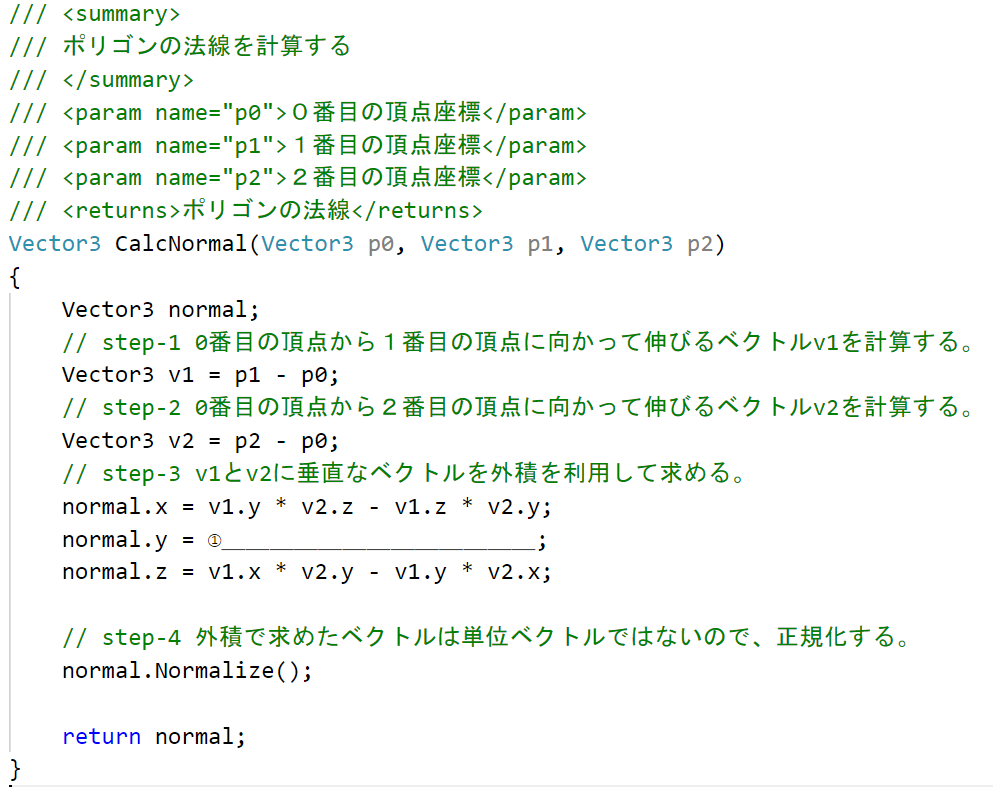 /// <summary>
/// ポリゴンの法線を計算する
/// </summary>
/// <param name="p0">０番目の頂点座標</param>
/// <param name="p1">１番目の頂点座標</param>
/// <param name="p2">２番目の頂点座標</param>
/// <returns>ポリゴンの法線</returns>
Vector3 CalcNormal(Vector3 p0, Vector3 p1, Vector3 p2)
{
    Vector3 normal;
    // step-1 0番目の頂点から１番目の頂点に向かって伸びるベクトルv1を計算する。
    Vector3 v1 = p1 - p0;
    // step-2 0番目の頂点から２番目の頂点に向かって伸びるベクトルv2を計算する。
    Vector3 v2 = p2 - p0;
    // step-3 v1とv2に垂直なベクトルを外積を利用して求める。
    normal.x = v1.y * v2.z - v1.z * v2.y;
    normal.y = ①________________________;
    normal.z = v1.x * v2.y - v1.y * v2.x;
    // step-4 外積で求めたベクトルは単位ベクトルではないので、正規化する。
    normal.Normalize();
    return normal;
}